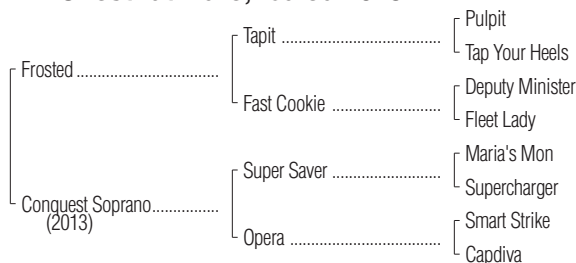 Pulpit
Tapit
Tap Your Heels
Frosted
Deputy Minister
Fast Cookie
Fleet Lady
Maria's Mon
Super Saver
Supercharger
Conquest Soprano
(2013)
Smart Strike
Opera
Capdiva